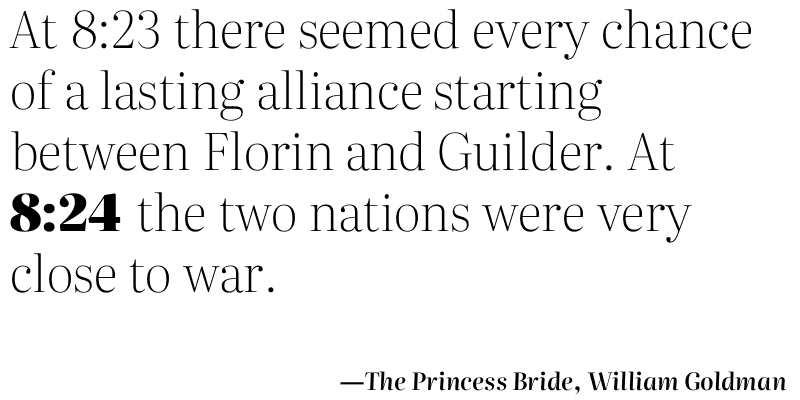 At 8:23 there seemed every chance
of a lasting alliance starting
between Florin and Guilder. At
8:24 the two nations were very
close to war.
—The Princess Bride, William Goldman